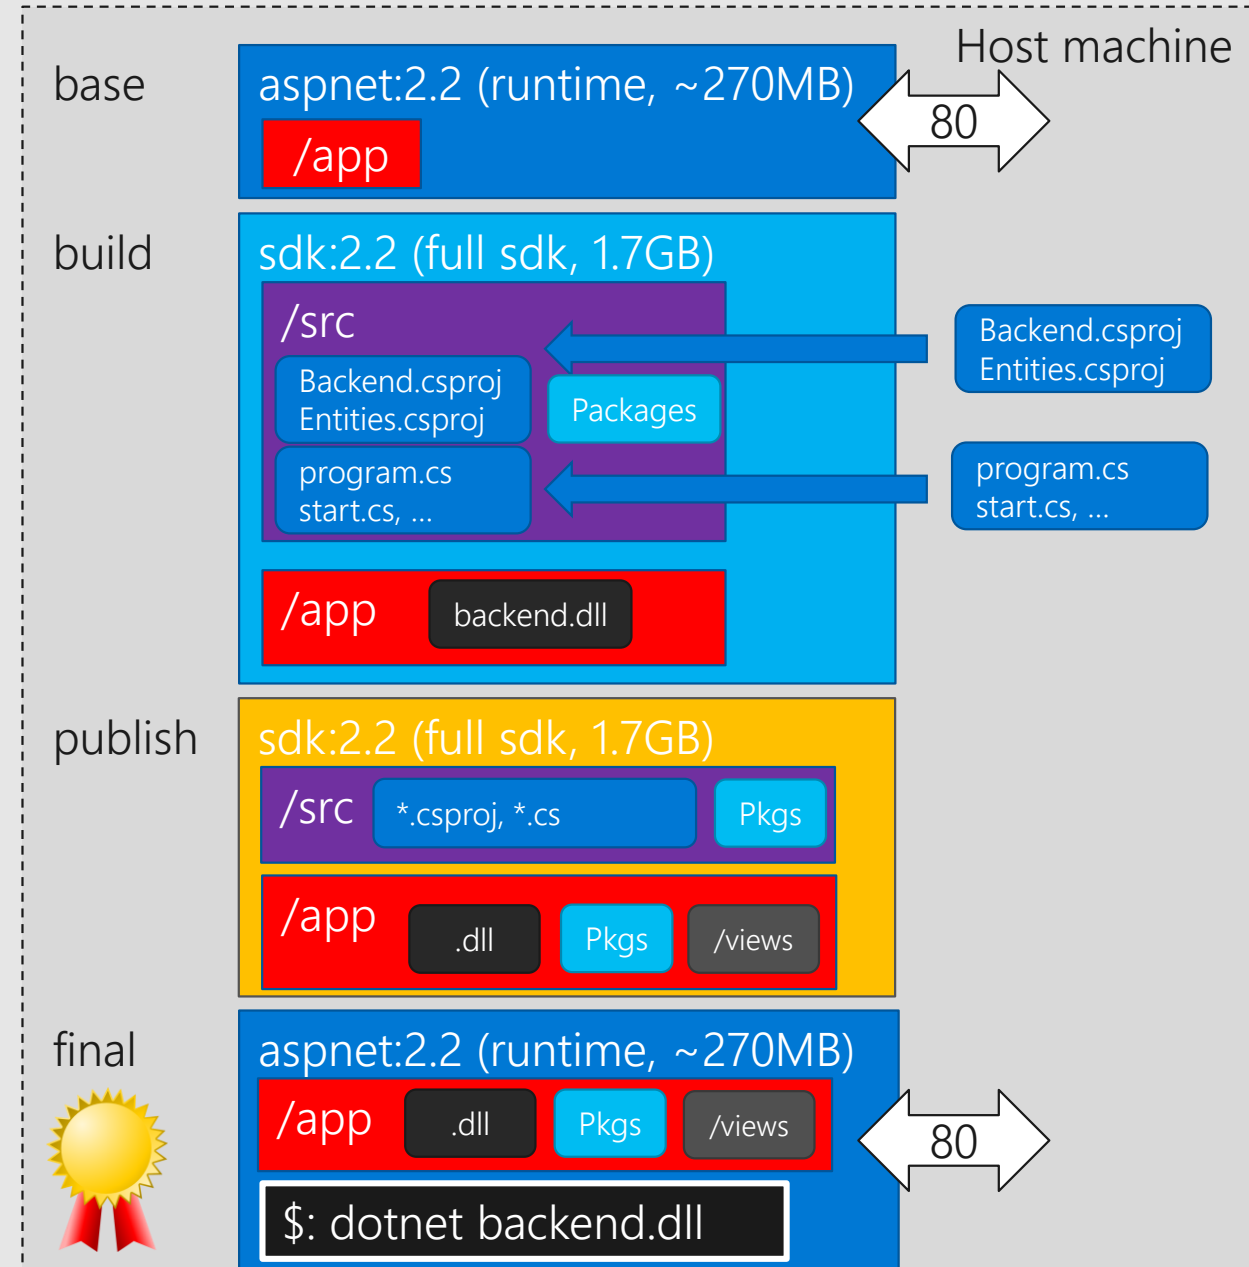 Host machine
base
aspnet:2.2 (runtime, ~270MB)
80
/app
build
sdk:2.2 (full sdk, 1.7GB)
/src
Backend.csproj
Entities.csproj
Packages
program.cs
start.cs, ...
Backend.csproj
Entities.csproj
program.cs
start.cs, ...
/app
backend.dll
publish
sdk:2.2 (full sdk, 1.7GB)
/src
*.csproj, *.cs
Pkgs
/app
.dll
Pkgs
/views
final
aspnet:2.2 (runtime, ~270MB)
/app
.dll
Pkgs
/views
80
$: dotnet backend.dll